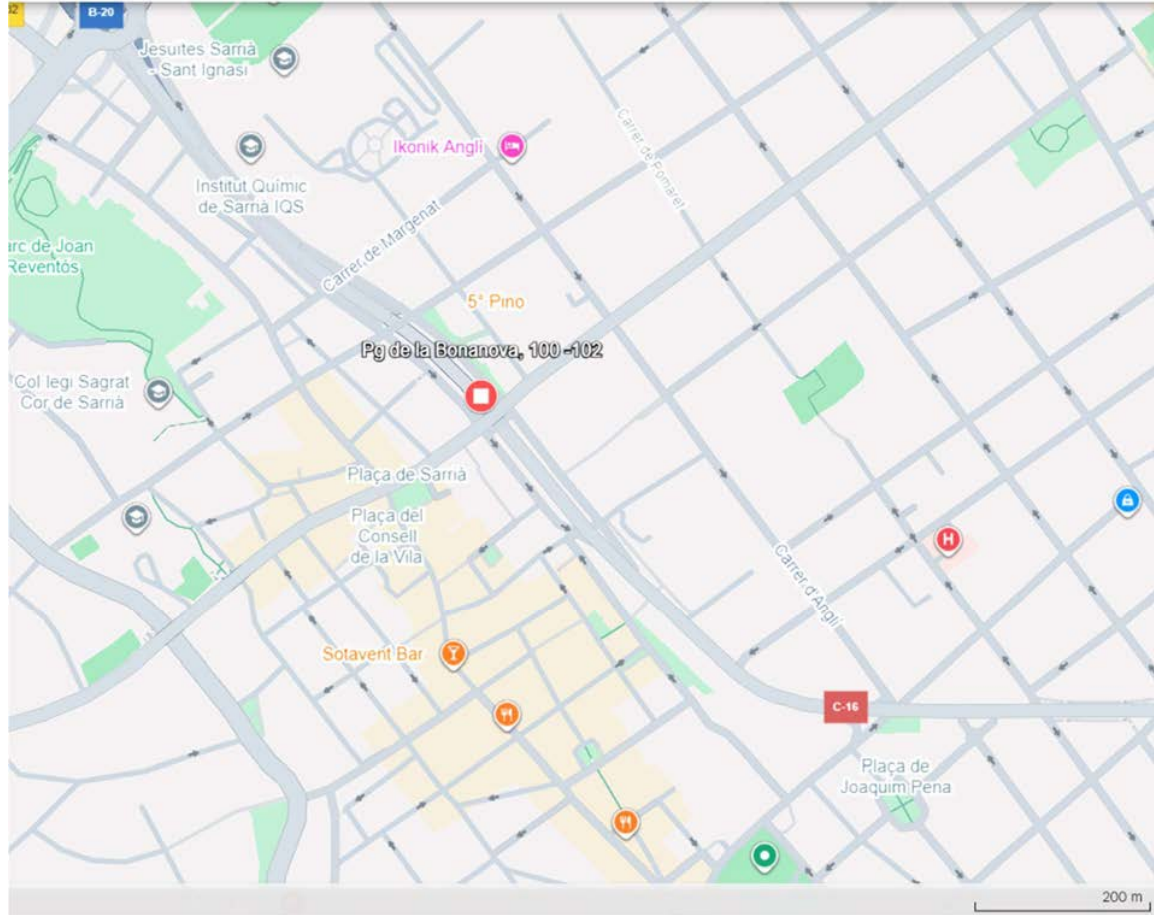 B-20
Jesuïtes Sarrià
- Sant Ignasi
Ikonik Anglí
Carrer de Pomaret
Institut Químic
de Sarrià IQS
Carrer de Margenat
arc de Joan
Reventós
5° Pino
Pg de la Bonanova, 100 -102
Col legi Sagrat
Cor de Sarrià
Plaça de Sarrià
Plaça del
Consell
de la Vila
H
Carrer d'Anglí
Sotavent Bar
C-16
Plaça de
Joaquim Pena
200 m